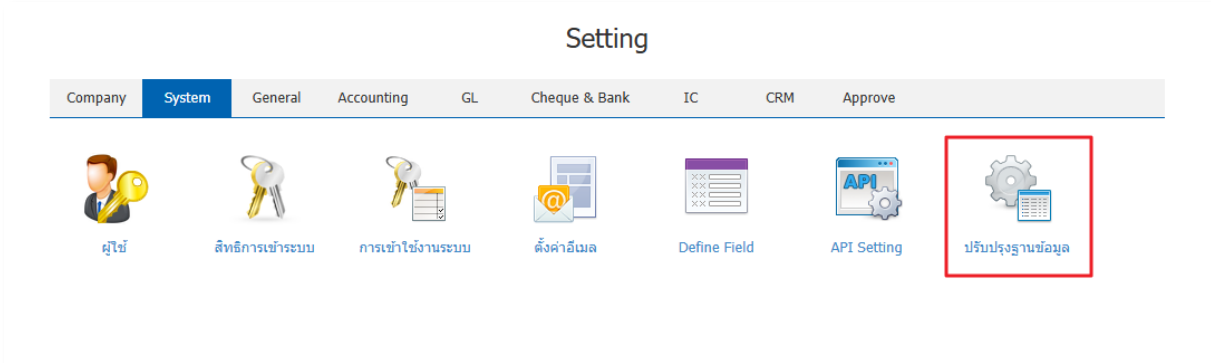 Setting
Company System General Accounting GL Cheque & Bank IC CRM Approve
API
ผู้ใช้ สิทธิการเข้าระบบ การเข้าใช้งานระบบ ตั้งค่าอีเมล Define Field API Setting ปรับปรุงฐานข้อมูล